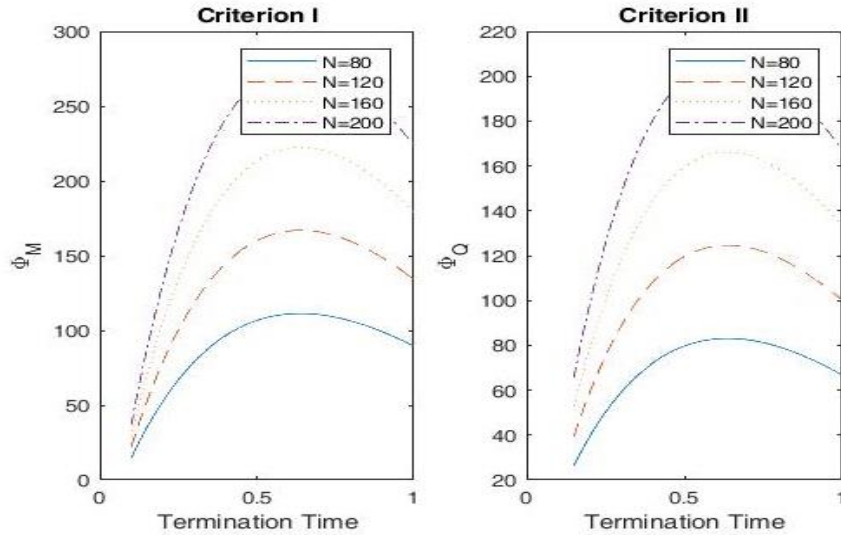 Criterion I
300
250
200
150
100
50
0
Φ_M
0
0.5
1
Termination Time
N=80
N=120
N=160
N=200
Criterion II
220
200
180
160
140
120
100
80
60
40
20
Φ_Q
0
0.5
1
Termination Time
N=80
N=120
N=160
N=200